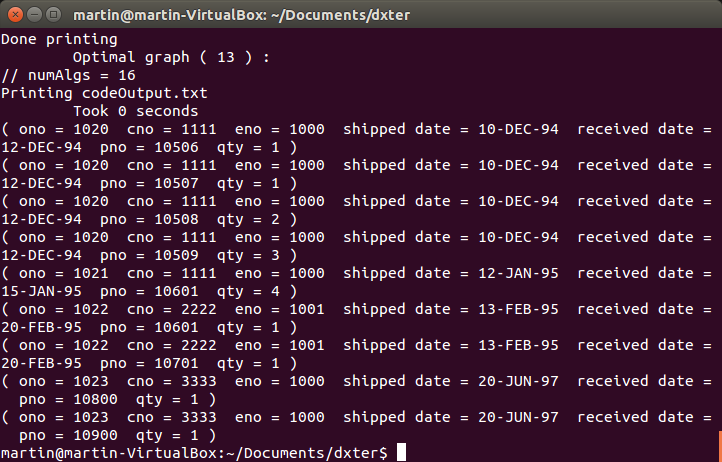 martin@martin-VirtualBox: ~/Documents/dxter
Done printing
        Optimal graph ( 13 ) :
// numAlgs = 16
Printing codeOutput.txt
        Took 0 seconds
( ono = 1020  cno = 1111  eno = 1000  shipped date = 10-DEC-94  received date =
12-DEC-94  pno = 10506  qty = 1 )
( ono = 1020  cno = 1111  eno = 1000  shipped date = 10-DEC-94  received date =
12-DEC-94  pno = 10507  qty = 1 )
( ono = 1020  cno = 1111  eno = 1000  shipped date = 10-DEC-94  received date =
12-DEC-94  pno = 10508  qty = 2 )
( ono = 1020  cno = 1111  eno = 1000  shipped date = 10-DEC-94  received date =
12-DEC-94  pno = 10509  qty = 3 )
( ono = 1021  cno = 1111  eno = 1000  shipped date = 12-JAN-95  received date =
15-JAN-95  pno = 10601  qty = 4 )
( ono = 1022  cno = 2222  eno = 1001  shipped date = 13-FEB-95  received date =
20-FEB-95  pno = 10601  qty = 1 )
( ono = 1022  cno = 2222  eno = 1001  shipped date = 13-FEB-95  received date =
20-FEB-95  pno = 10701  qty = 1 )
( ono = 1023  cno = 3333  eno = 1000  shipped date = 20-JUN-97  received date =
  pno = 10800  qty = 1 )
( ono = 1023  cno = 3333  eno = 1000  shipped date = 20-JUN-97  received date =
  pno = 10900  qty = 1 )
martin@martin-VirtualBox:~/Documents/dxter$